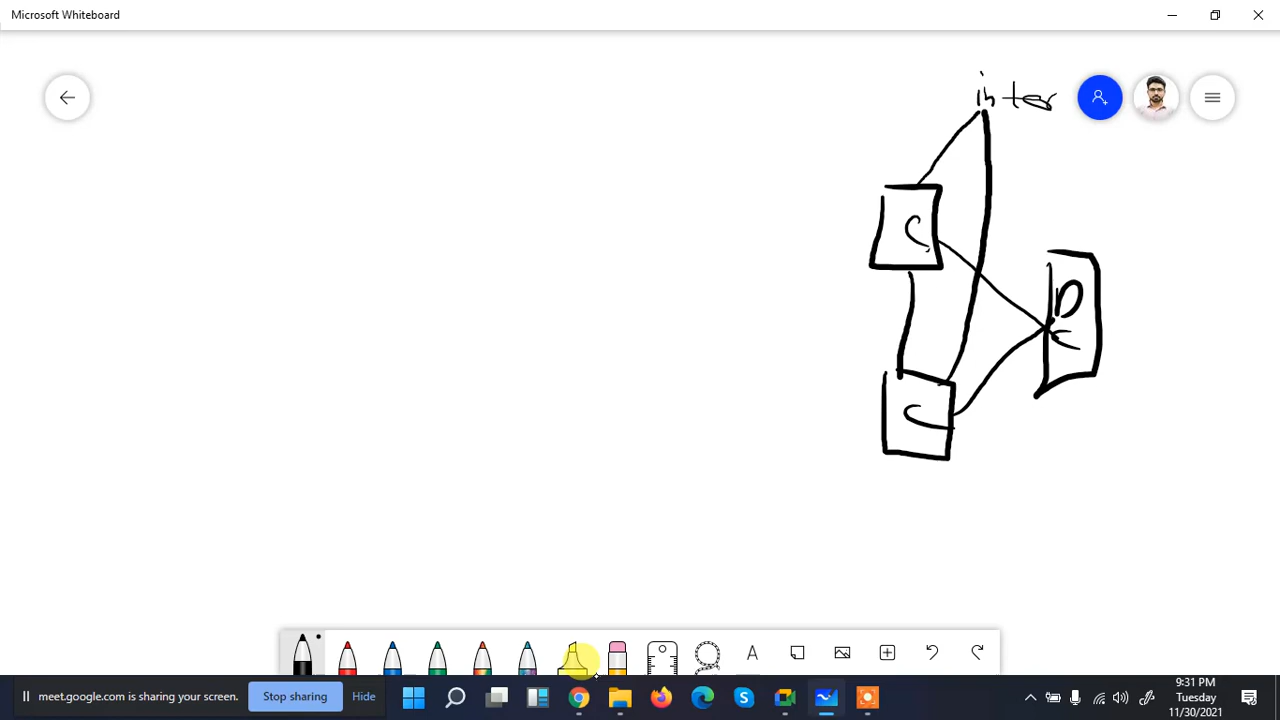 Microsoft Whiteboard
inter
C
D
C
C
A
meet.google.com is sharing your screen.
Stop sharing
Hide
9:31 PM
Tuesday
11/30/2021